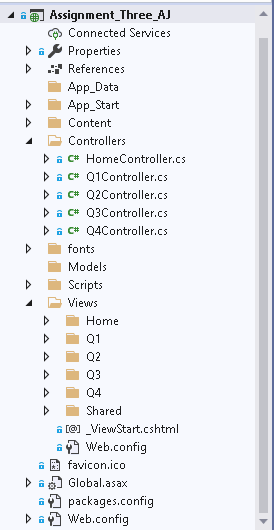 Assignment_Three_AJ
Connected Services
Properties
References
App_Data
App_Start
Content
Controllers
C# HomeController.cs
C# Q1Controller.cs
C# Q2Controller.cs
C# Q3Controller.cs
C# Q4Controller.cs
fonts
Models
Scripts
Views
Home
Q1
Q2
Q3
Q4
Shared
[@] _ViewStart.cshtml
Web.config
favicon.ico
Global.asax
packages.config
Web.config